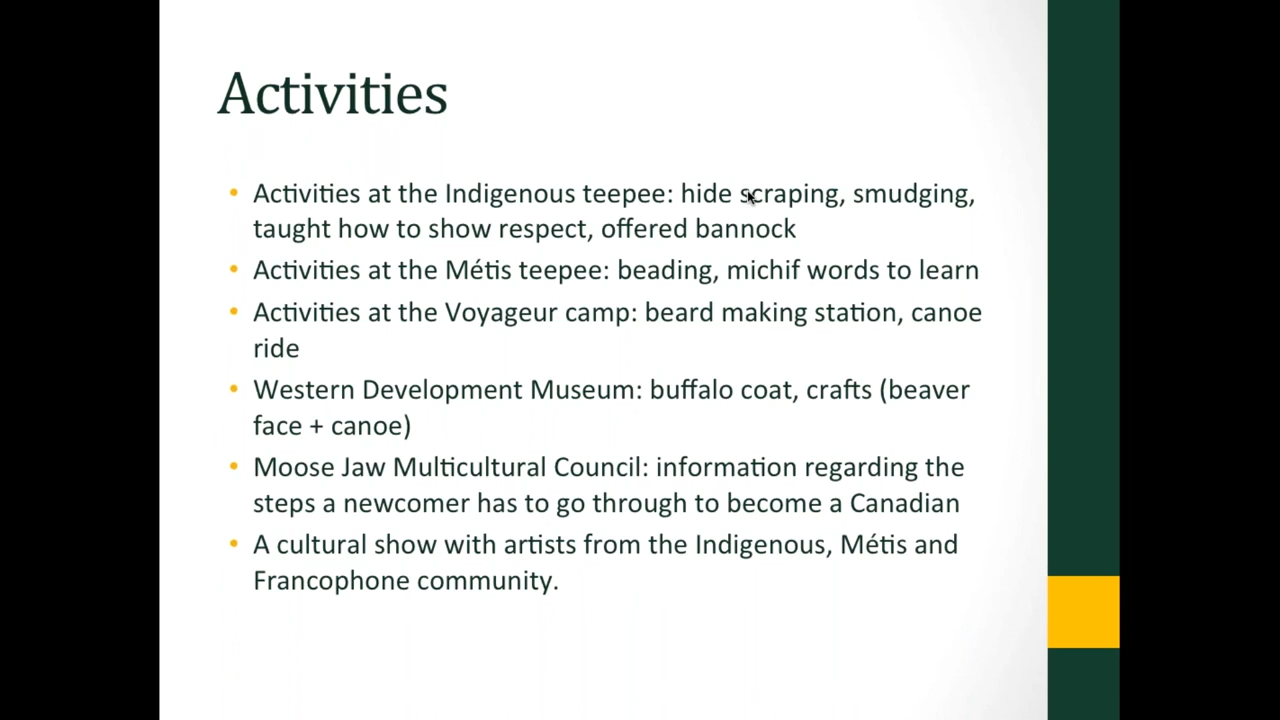 Activities
• Activities at the Indigenous teepee: hide scraping, smudging,
taught how to show respect, offered bannock
• Activities at the Métis teepee: beading, michif words to learn
• Activities at the Voyageur camp: beard making station, canoe
ride
• Western Development Museum: buffalo coat, crafts (beaver
face + canoe)
• Moose Jaw Multicultural Council: information regarding the
steps a newcomer has to go through to become a Canadian
• A cultural show with artists from the Indigenous, Métis and
Francophone community.